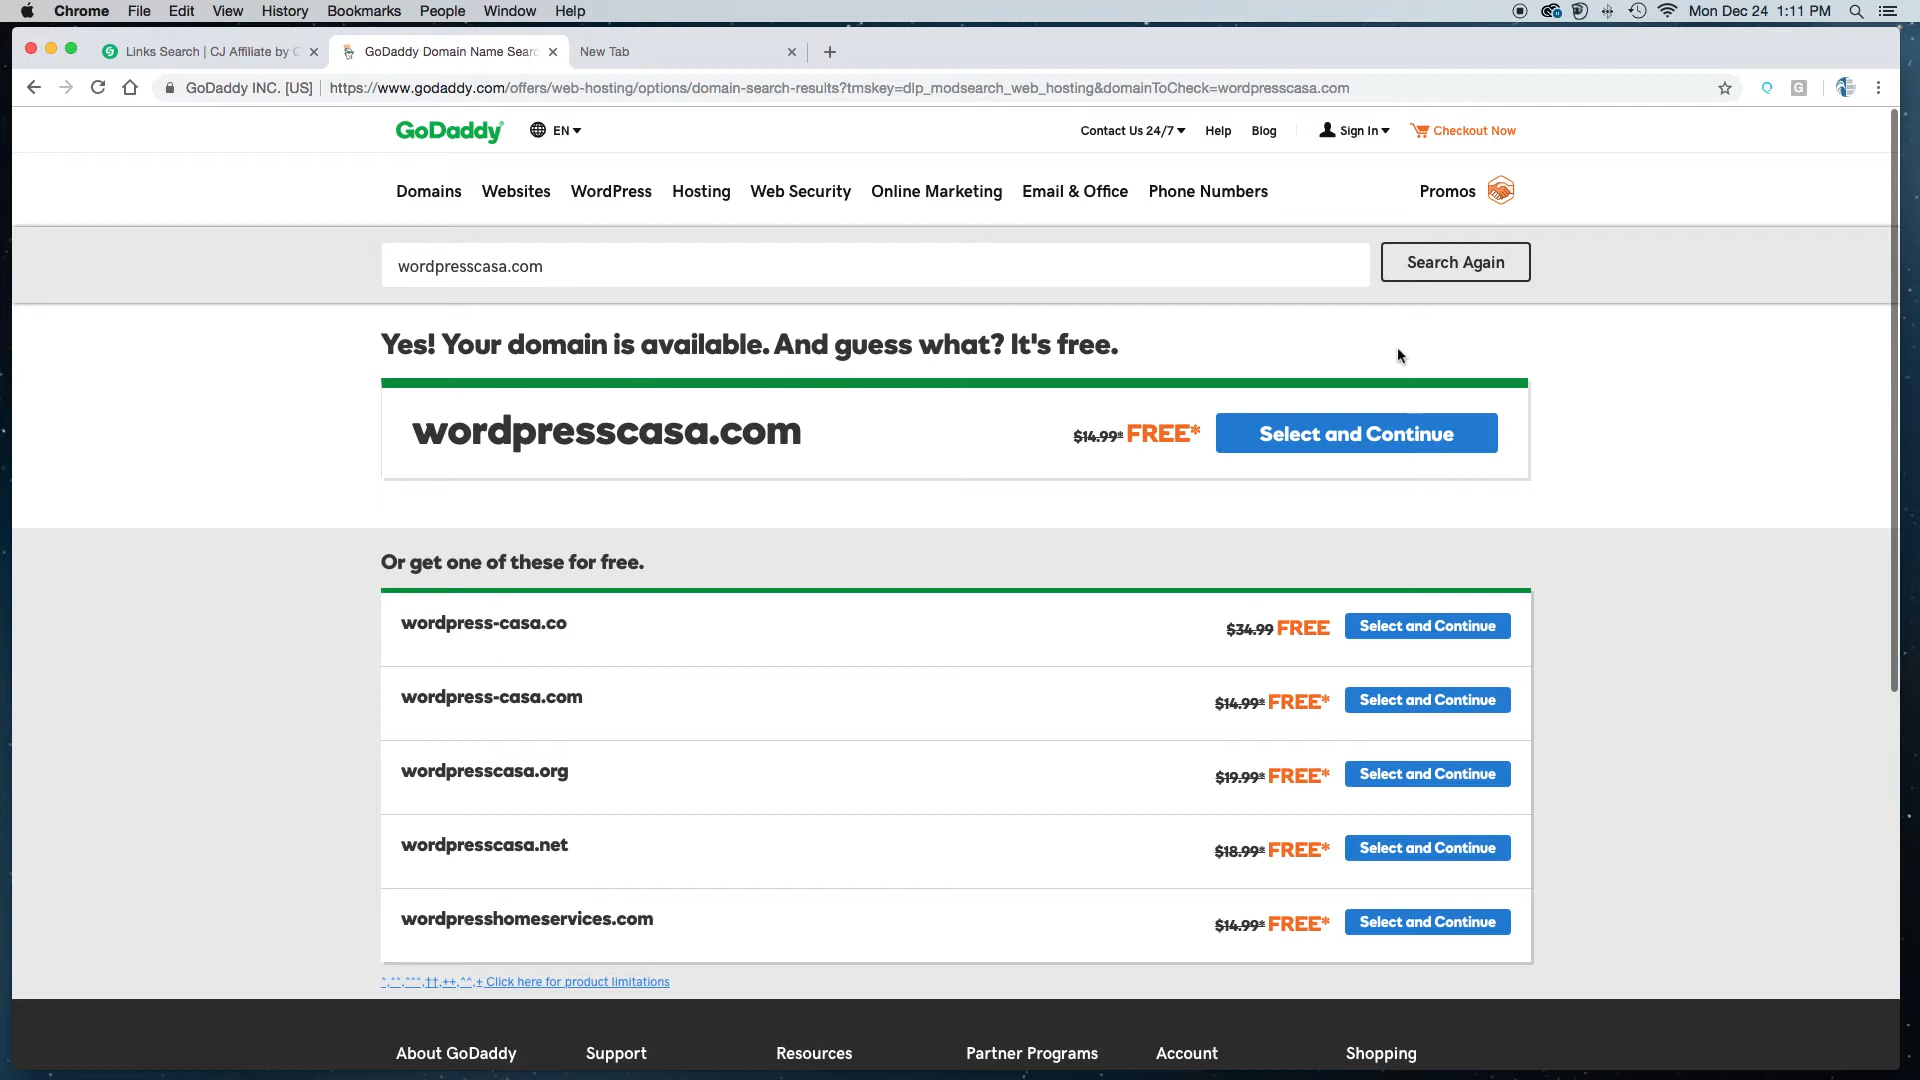 Chrome File Edit View History Bookmarks People Window Help Mon Dec 24 1:11 PM
Links Search | CJ Affiliate by C GoDaddy Domain Name Sear New Tab
GoDaddy INC. [US] https://www.godaddy.com/offers/web-hosting/options/domain-search-results?tmskey=dlp_modsearch_web_hosting&domainToCheck=wordpresscasa.com
GoDaddy EN Contact Us 24/7 Help Blog Sign In Checkout Now
Domains Websites WordPress Hosting Web Security Online Marketing Email & Office Phone Numbers Promos
wordpresscasa.com Search Again
Yes! Your domain is available. And guess what? It's free.
wordpresscasa.com $14.99* FREE* Select and Continue
Or get one of these for free.
wordpress-casa.co $34.99 FREE Select and Continue
wordpress-casa.com $14.99* FREE* Select and Continue
wordpresscasa.org $19.99* FREE* Select and Continue
wordpresscasa.net $18.99* FREE* Select and Continue
wordpresshomeservices.com $14.99* FREE* Select and Continue
Click here for product limitations
About GoDaddy Support Resources Partner Programs Account Shopping